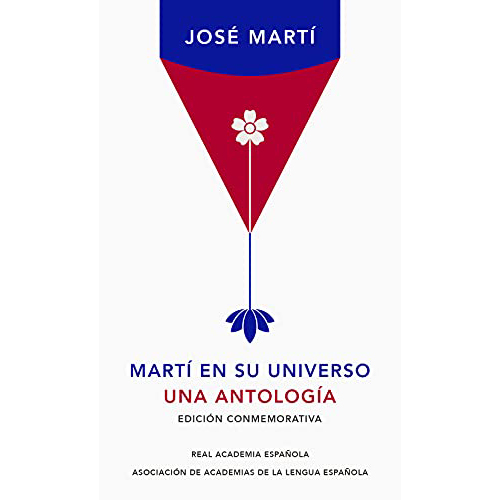 JOSÉ MARTÍ
MARTÍ EN SU UNIVERSO
UNA ANTOLOGÍA
EDICIÓN CONMEMORATIVA
REAL ACADEMIA ESPAÑOLA
ASOCIACIÓN DE ACADEMIAS DE LA LENGUA ESPAÑOLA